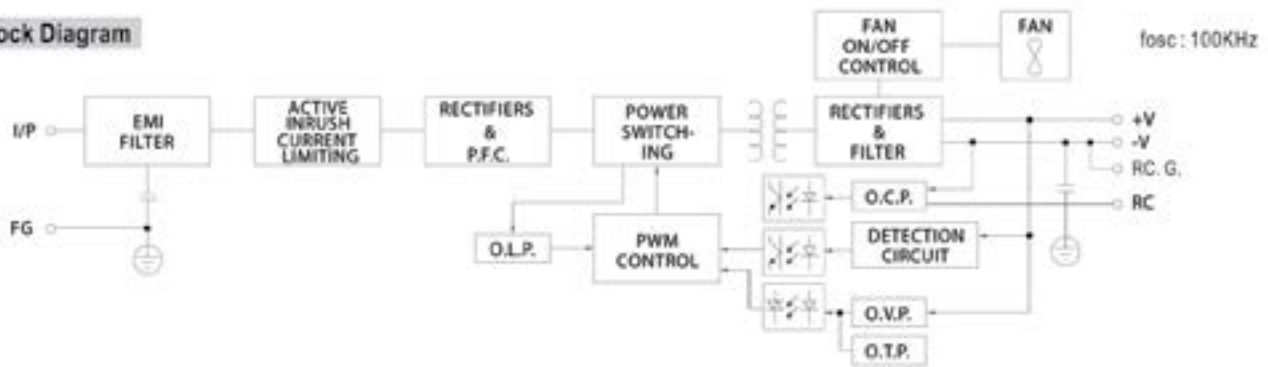 ock Diagram
fosc : 100KHz
FAN
ON/OFF
CONTROL
FAN
I/P
EMI
FILTER
ACTIVE
INRUSH
CURRENT
LIMITING
RECTIFIERS
&
P.F.C.
POWER
SWITCH-
ING
RECTIFIERS
&
FILTER
+V
-V
RC. G.
RC
FG
O.L.P.
PWM
CONTROL
O.C.P.
DETECTION
CIRCUIT
O.V.P.
O.T.P.